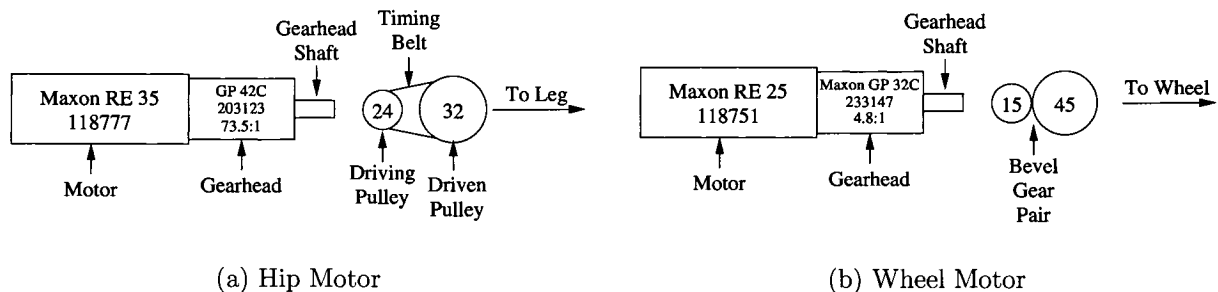 Gearhead
Shaft
Timing
Belt
Maxon RE 35
118777
GP 42C
203123
73.5:1
24
32
To Leg
Motor
Gearhead
Driving
Pulley
Driven
Pulley
(a) Hip Motor
Gearhead
Shaft
Maxon RE 25
118751
Maxon GP 32C
233147
4.8:1
15
45
To Wheel
Motor
Gearhead
Bevel
Gear
Pair
(b) Wheel Motor